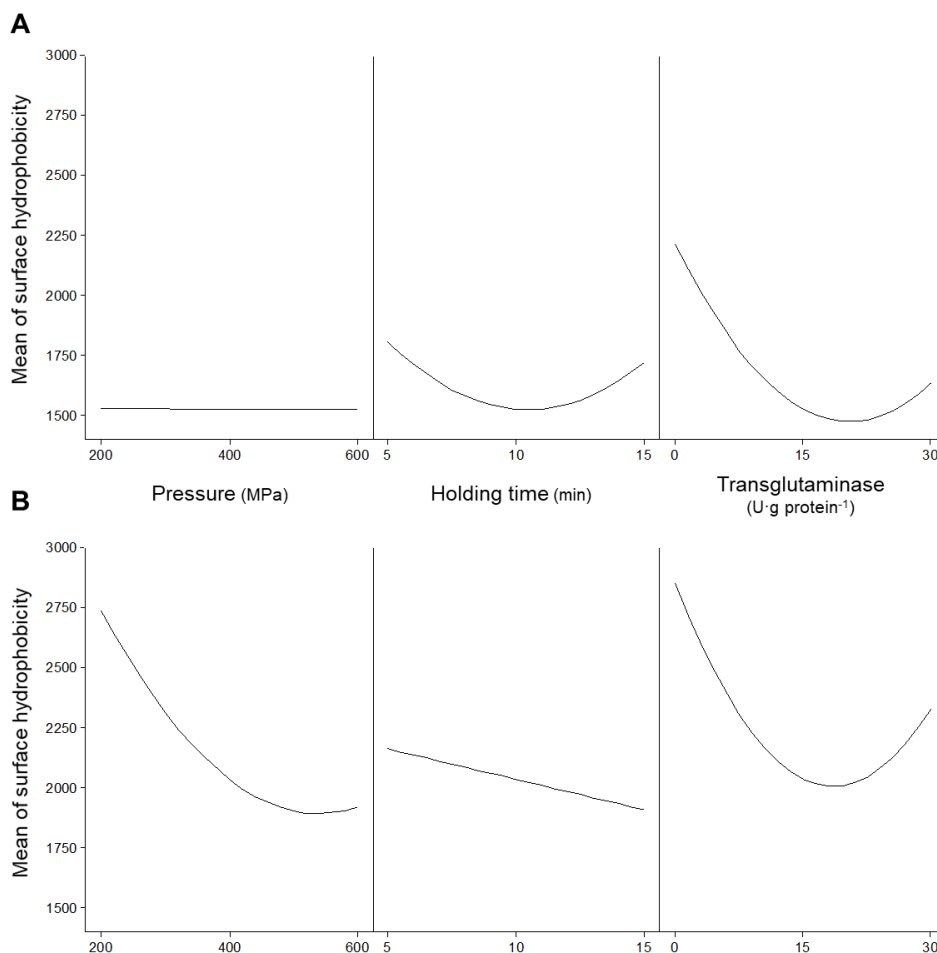 A
Mean of surface hydrophobicity
3000
2750
2500
2250
2000
1750
1500
200 400 600 5 10 15 0 15 30
Pressure (MPa) Holding time (min) Transglutaminase
(U·g protein⁻¹)
B
Mean of surface hydrophobicity
3000
2750
2500
2250
2000
1750
1500
200 400 600 5 10 15 0 15 30